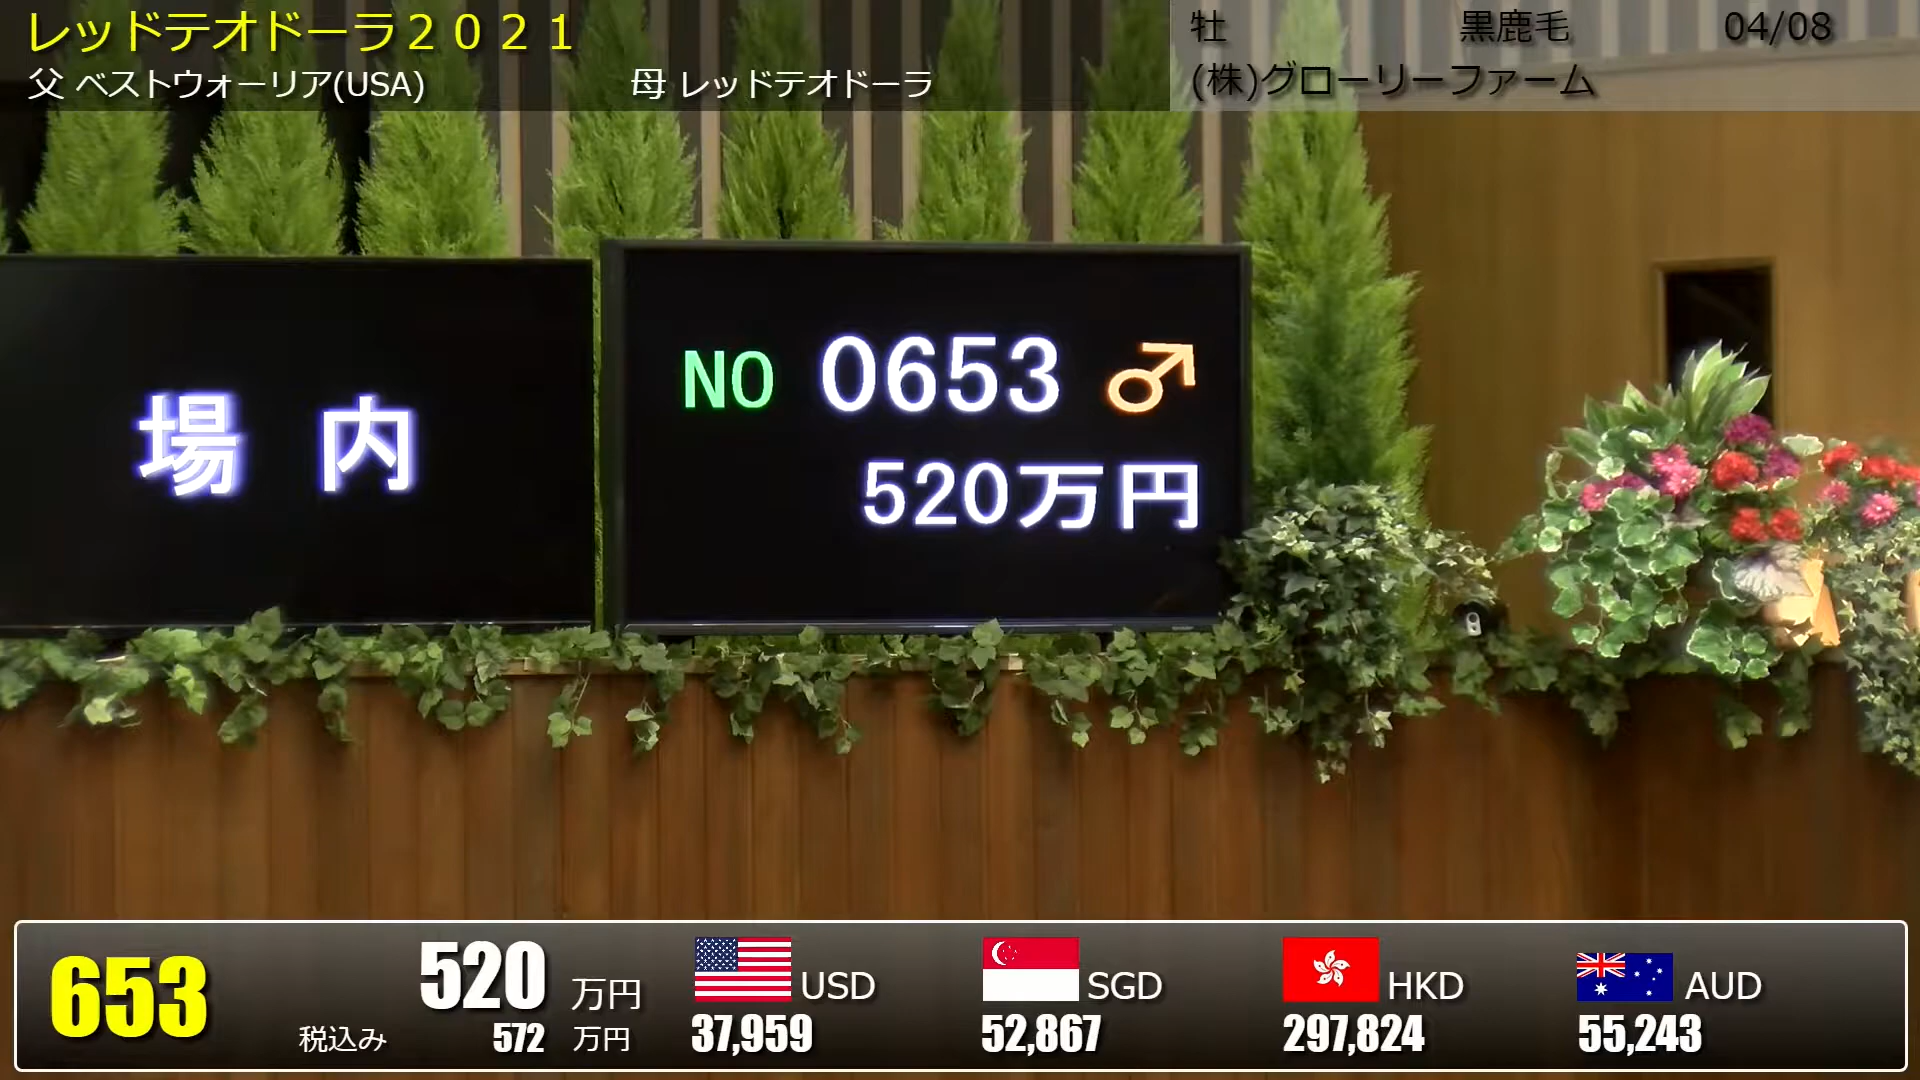 レッドテオドーラ２０２１
父 ベストウォーリア(USA) 母 レッドテオドーラ
牡 黒鹿毛 04/08
(株)グローリーファーム
場 内
NO 0653 ♂
520万円
653
520 万円
税込み 572 万円
USD 37,959
SGD 52,867
HKD 297,824
AUD 55,243